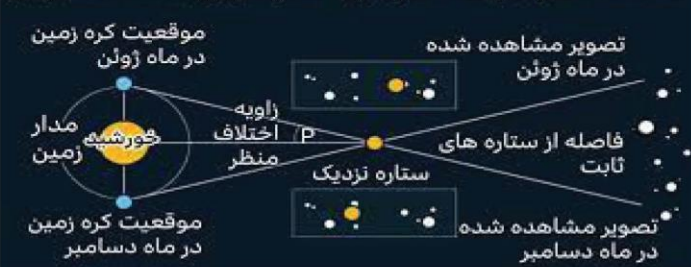 موقعیت کره زمین
در ماه ژوئن
تصویر مشاهده شده
در ماه ژوئن
زاویه
اختلاف
منظر
P
مدار
زمین
خورشید
فاصله از ستاره های
ثابت
ستاره نزدیک
موقعیت کره زمین
در ماه دسامبر
تصویر مشاهده شده
در ماه دسامبر